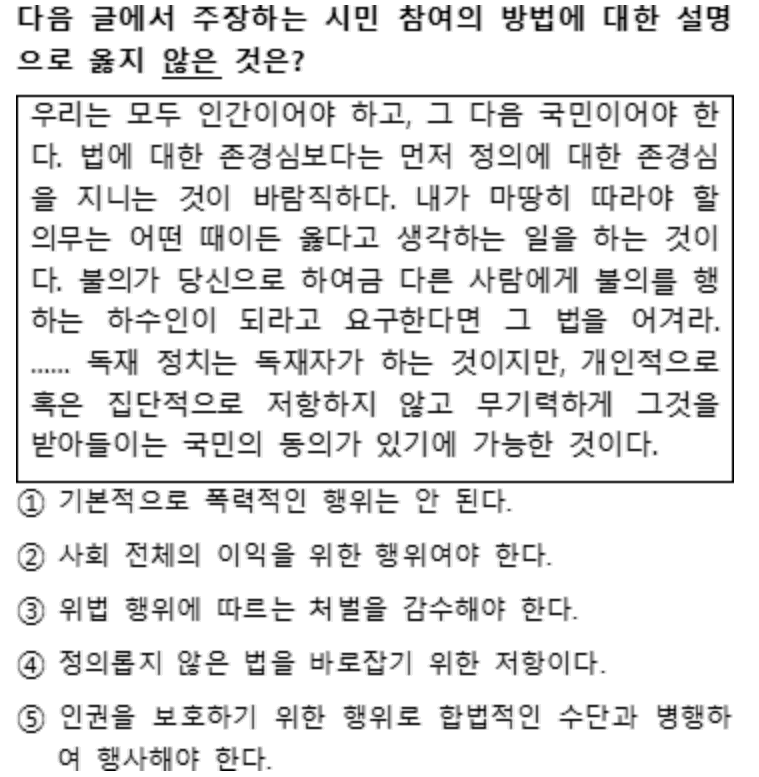 다음 글에서 주장하는 시민 참여의 방법에 대한 설명
으로 옳지 않은 것은?
우리는 모두 인간이어야 하고, 그 다음 국민이어야 한
다. 법에 대한 존경심보다는 먼저 정의에 대한 존경심
을 지니는 것이 바람직하다. 내가 마땅히 따라야 할
의무는 어떤 때이든 옳다고 생각하는 일을 하는 것이
다. 불의가 당신으로 하여금 다른 사람에게 불의를 행
하는 하수인이 되라고 요구한다면 그 법을 어겨라.
...... 독재 정치는 독재자가 하는 것이지만, 개인적으로
혹은 집단적으로 저항하지 않고 무기력하게 그것을
받아들이는 국민의 동의가 있기에 가능한 것이다.
① 기본적으로 폭력적인 행위는 안 된다.
② 사회 전체의 이익을 위한 행위여야 한다.
③ 위법 행위에 따르는 처벌을 감수해야 한다.
④ 정의롭지 않은 법을 바로잡기 위한 저항이다.
⑤ 인권을 보호하기 위한 행위로 합법적인 수단과 병행하
여 행사해야 한다.